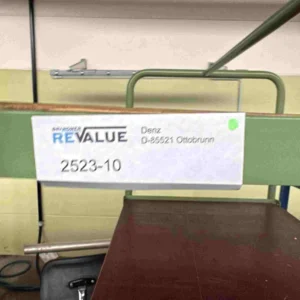 REVALUE
Denz
D-85521 Ottobrunn
2523-10